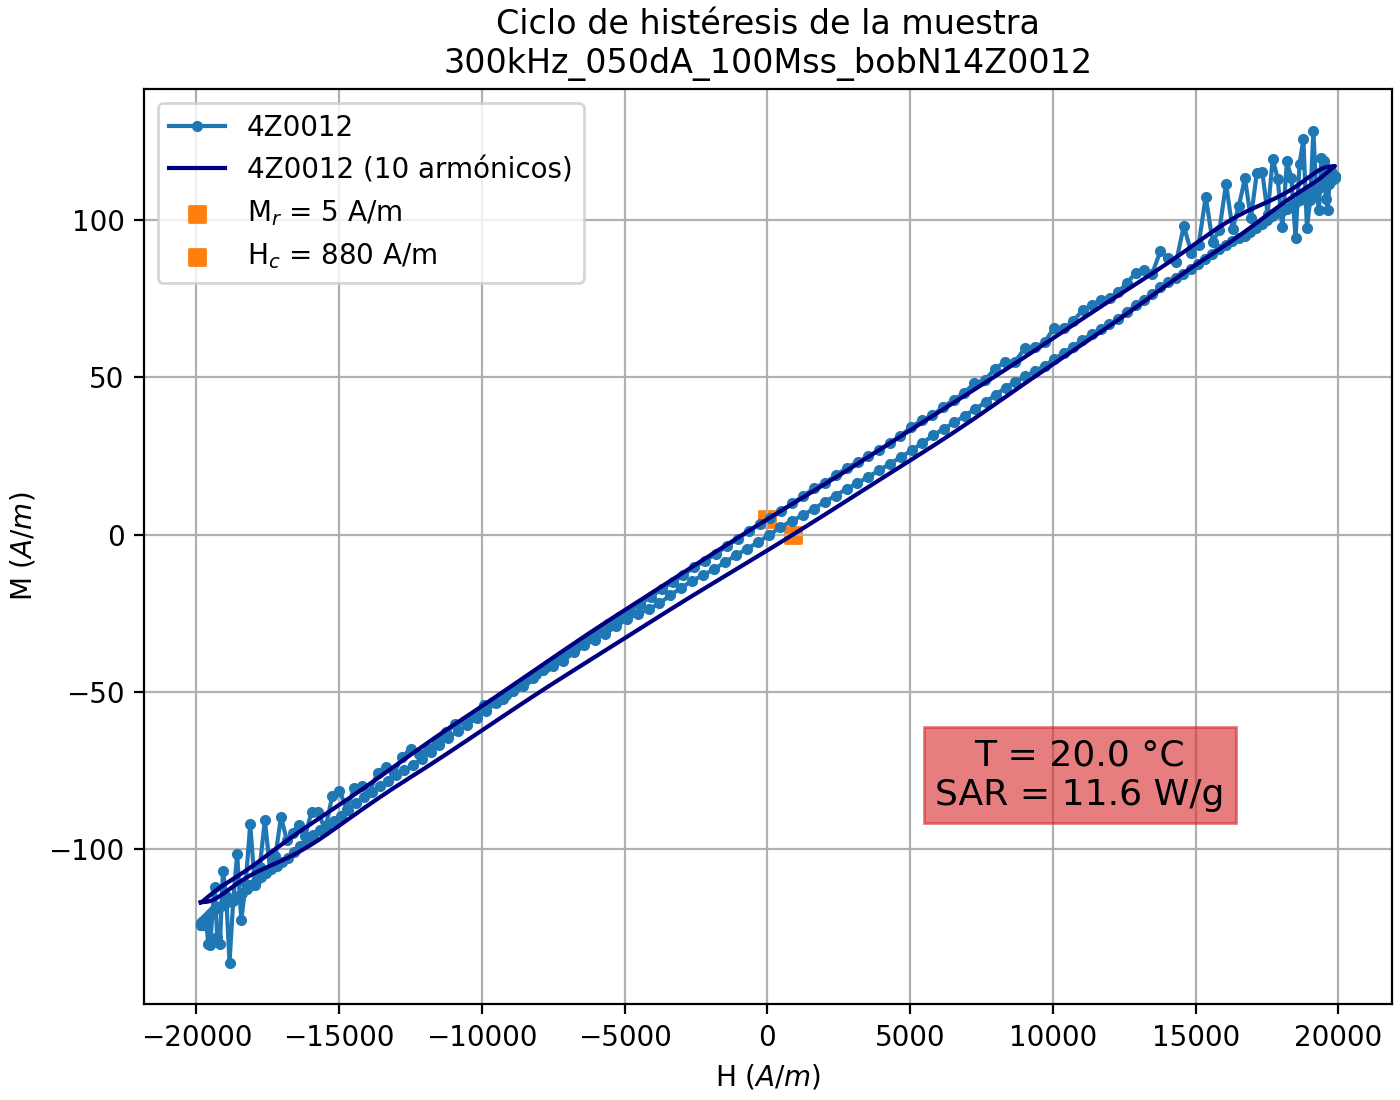 Ciclo de histéresis de la muestra
300kHz_050dA_100Mss_bobN14Z0012
4Z0012
4Z0012 (10 armónicos)
Mr = 5 A/m
Hc = 880 A/m
100
50
0
−50
−100
M (A/m)
T = 20.0 °C
SAR = 11.6 W/g
−20000 −15000 −10000 −5000 0 5000 10000 15000 20000
H (A/m)